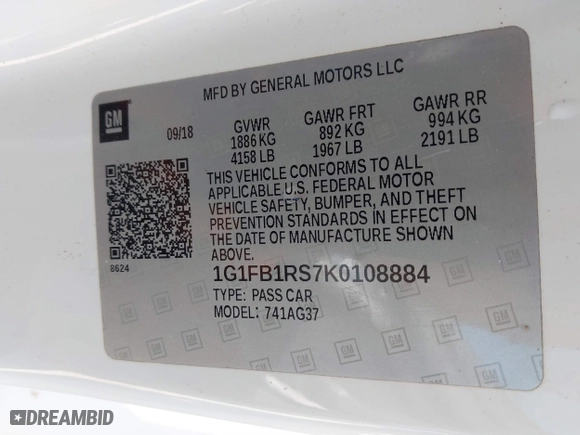 MFD BY GENERAL MOTORS LLC
GM
09/18
GVWR GAWR FRT GAWR RR
1886 KG 892 KG 994 KG
4158 LB 1967 LB 2191 LB
THIS VEHICLE CONFORMS TO ALL
APPLICABLE U.S. FEDERAL MOTOR
VEHICLE SAFETY, BUMPER, AND THEFT
PREVENTION STANDARDS IN EFFECT ON
THE DATE OF MANUFACTURE SHOWN
ABOVE.
8624
1G1FB1RS7K0108884
TYPE: PASS CAR
MODEL: 741AG37
DREAMBID